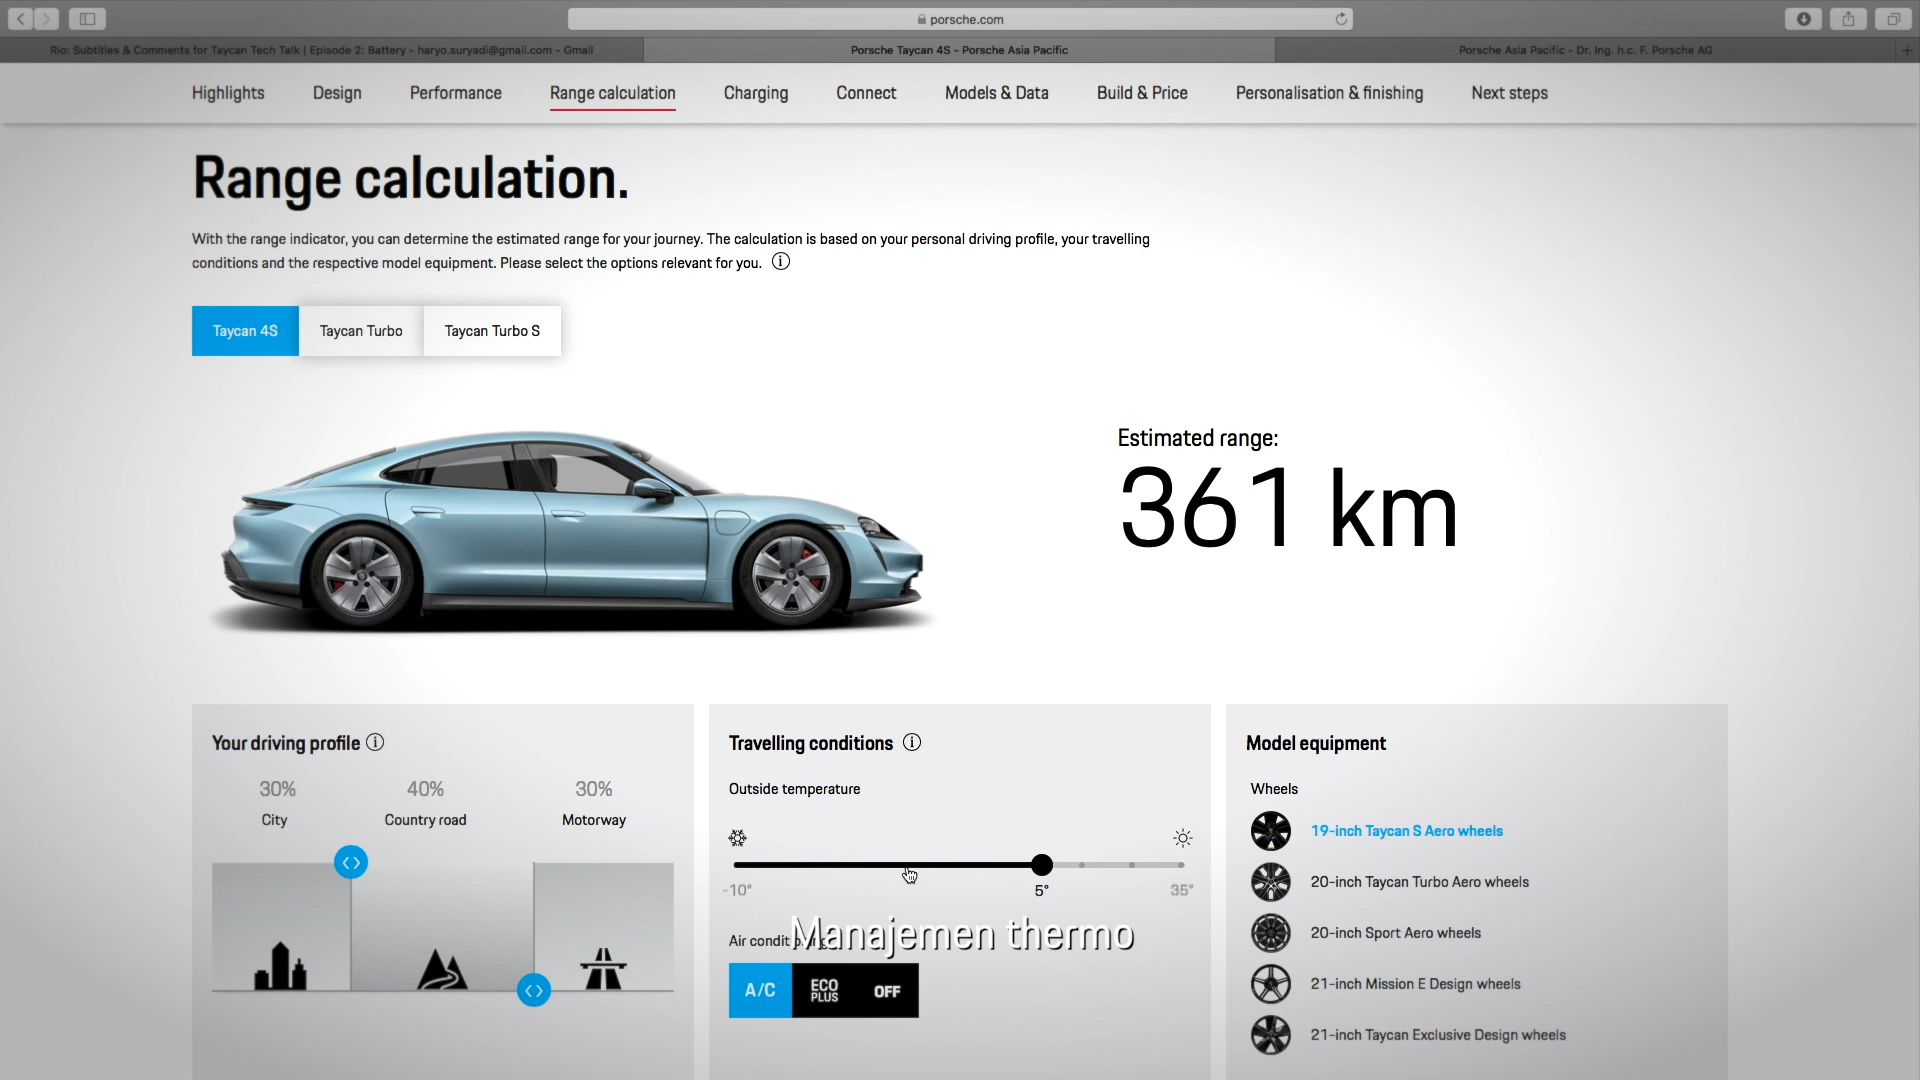 porsche.com
Rio: Subtitles & Comments for Taycan Tech Talk | Episode 2: Battery - haryo.suryadi@gmail.com - Gmail
Porsche Taycan 4S - Porsche Asia Pacific
Porsche Asia Pacific - Dr. Ing. h.c. F. Porsche AG
Highlights
Design
Performance
Range calculation
Charging
Connect
Models & Data
Build & Price
Personalisation & finishing
Next steps
Range calculation.
With the range indicator, you can determine the estimated range for your journey. The calculation is based on your personal driving profile, your travelling
conditions and the respective model equipment. Please select the options relevant for you.
Taycan 4S
Taycan Turbo
Taycan Turbo S
Estimated range:
361 km
Your driving profile
30%
40%
30%
City
Country road
Motorway
Travelling conditions
Outside temperature
-10°
5°
35°
Air
Manajemen thermo
A/C
ECO
PLUS
OFF
Model equipment
Wheels
19-inch Taycan S Aero wheels
20-inch Taycan Turbo Aero wheels
20-inch Sport Aero wheels
21-inch Mission E Design wheels
21-inch Taycan Exclusive Design wheels